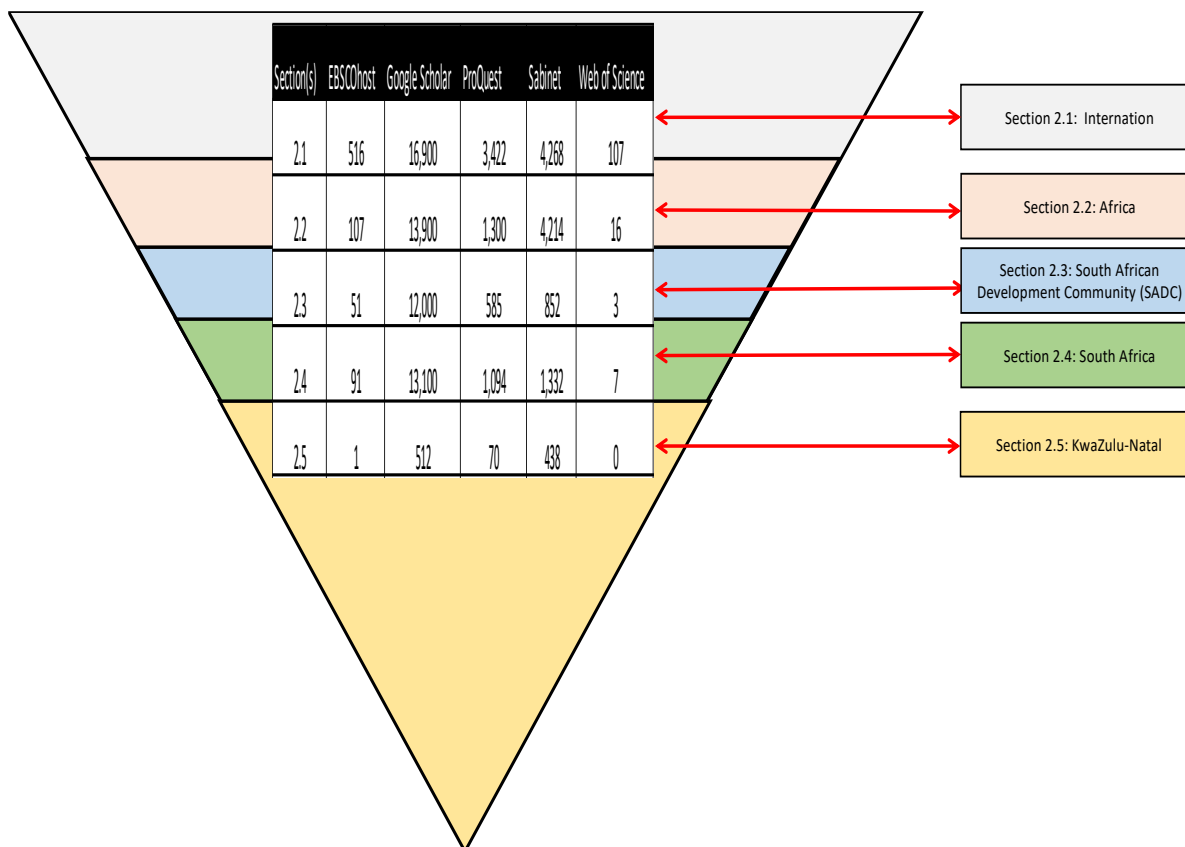 Section(s) EBSCOhost Google Scholar ProQuest Sabinet Web of Science
2.1 516 16,900 3,422 4,268 107
2.2 107 13,900 1,300 4,214 16
2.3 51 12,000 585 852 3
2.4 91 13,100 1,094 1,332 7
2.5 1 512 70 438 0
Section 2.1: Internation
Section 2.2: Africa
Section 2.3: South African
Development Community (SADC)
Section 2.4: South Africa
Section 2.5: KwaZulu-Natal